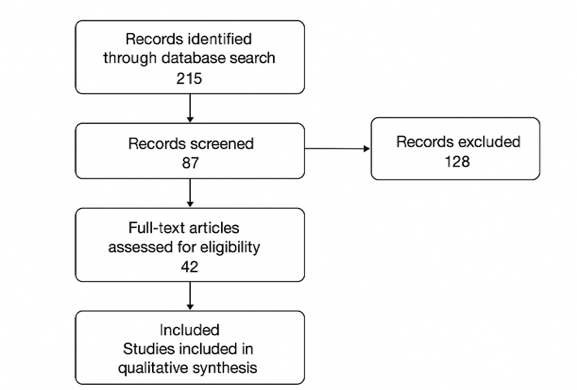 Records identified
through database search
215
Records screened
87
Records excluded
128
Full-text articles
assessed for eligibility
42
Included
Studies included in
qualitative synthesis